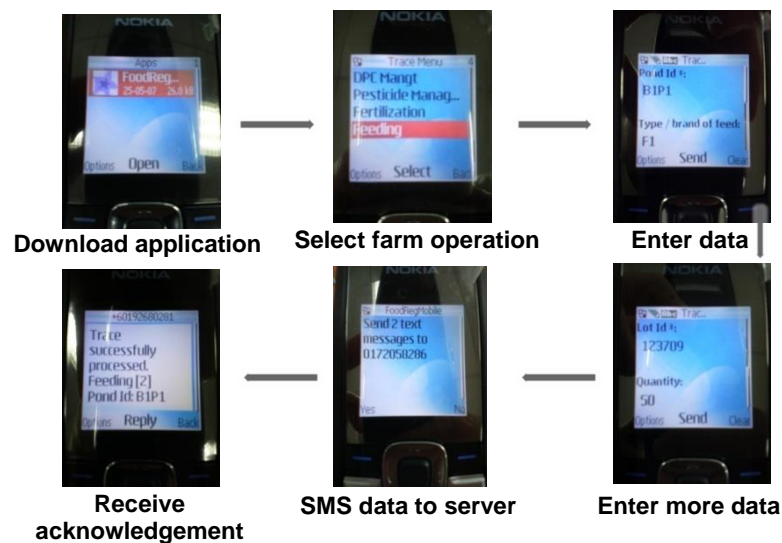 NOKIA
Apps 1
FoodReg...
25-05-07 26.0 kB
Options Open Back
Download application
NOKIA
Trace Menu 4
DPC Mangt
Pesticide Manag...
Fertilization
Feeding
Options Select Back
Select farm operation
NOKIA
Trac...
Pond Id *:
B1P1
Type / brand of feed:
F1
Options Send Clear
Enter data
NOKIA
Trac...
Lot Id *:
123709
Quantity:
50
Options Send Clear
Enter more data
FoodRegMobile
Send 2 text
messages to
0172050286
Yes No
SMS data to server
NOKIA
+60192680281
Trace
successfully
processed.
Feeding [2]
Pond Id: B1P1
Options Reply Back
Receive
acknowledgement